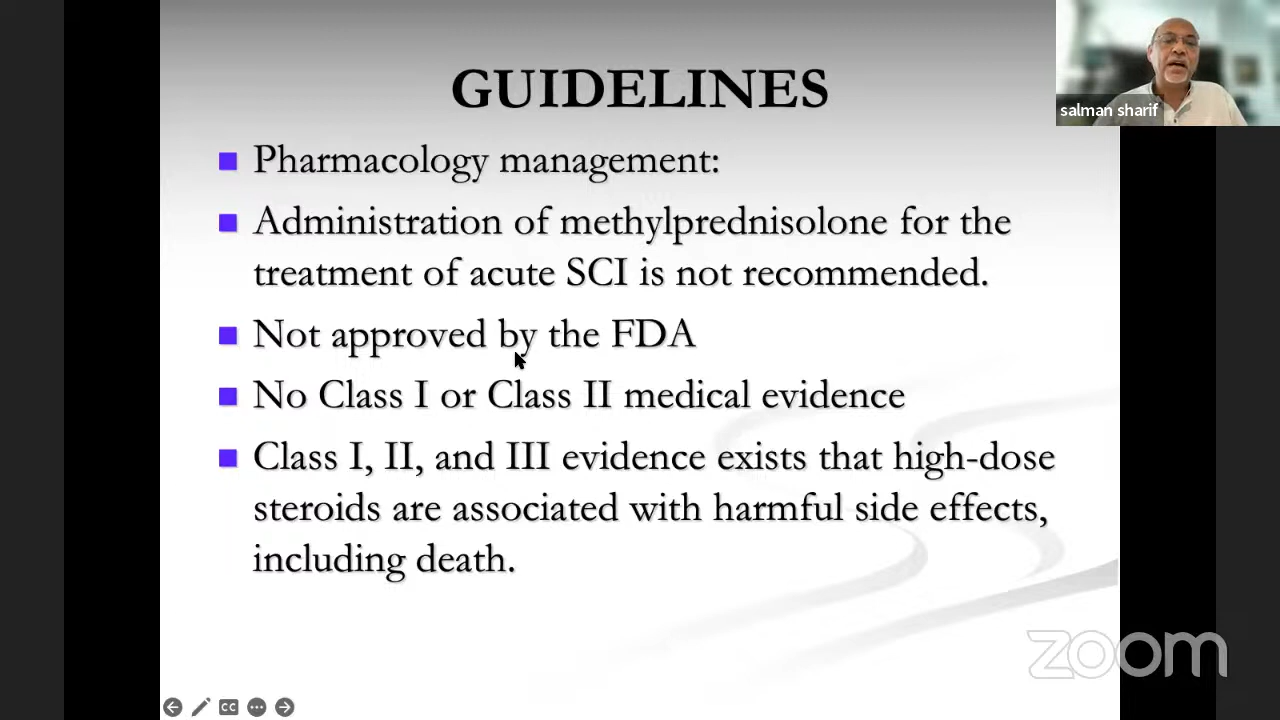 GUIDELINES
salman sharif
Pharmacology management:
Administration of methylprednisolone for the
treatment of acute SCI is not recommended.
Not approved by the FDA
No Class I or Class II medical evidence
Class I, II, and III evidence exists that high-dose
steroids are associated with harmful side effects,
including death.
zoom
CC